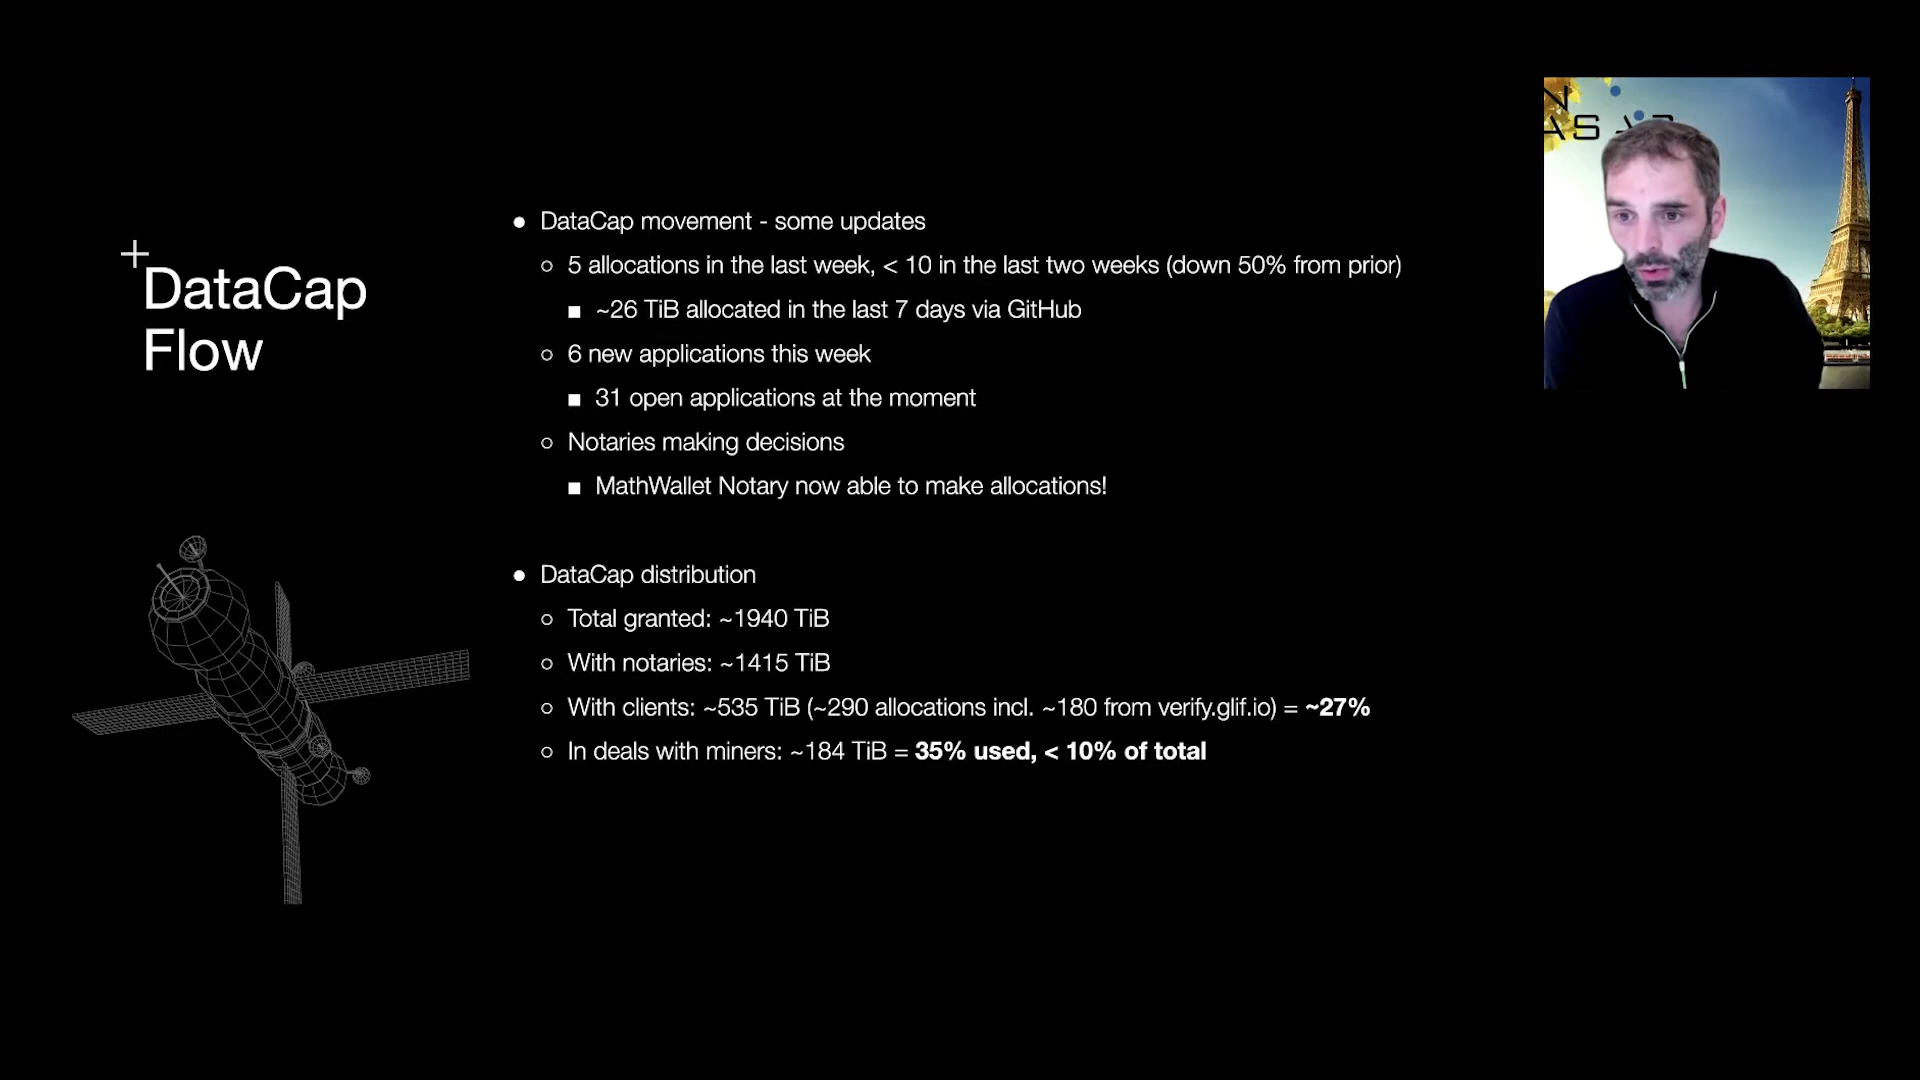 DataCap
Flow
● DataCap movement - some updates
○ 5 allocations in the last week, < 10 in the last two weeks (down 50% from prior)
■ ~26 TiB allocated in the last 7 days via GitHub
○ 6 new applications this week
■ 31 open applications at the moment
○ Notaries making decisions
■ MathWallet Notary now able to make allocations!
● DataCap distribution
○ Total granted: ~1940 TiB
○ With notaries: ~1415 TiB
○ With clients: ~535 TiB (~290 allocations incl. ~180 from verify.glif.io) = ~27%
○ In deals with miners: ~184 TiB = 35% used, < 10% of total